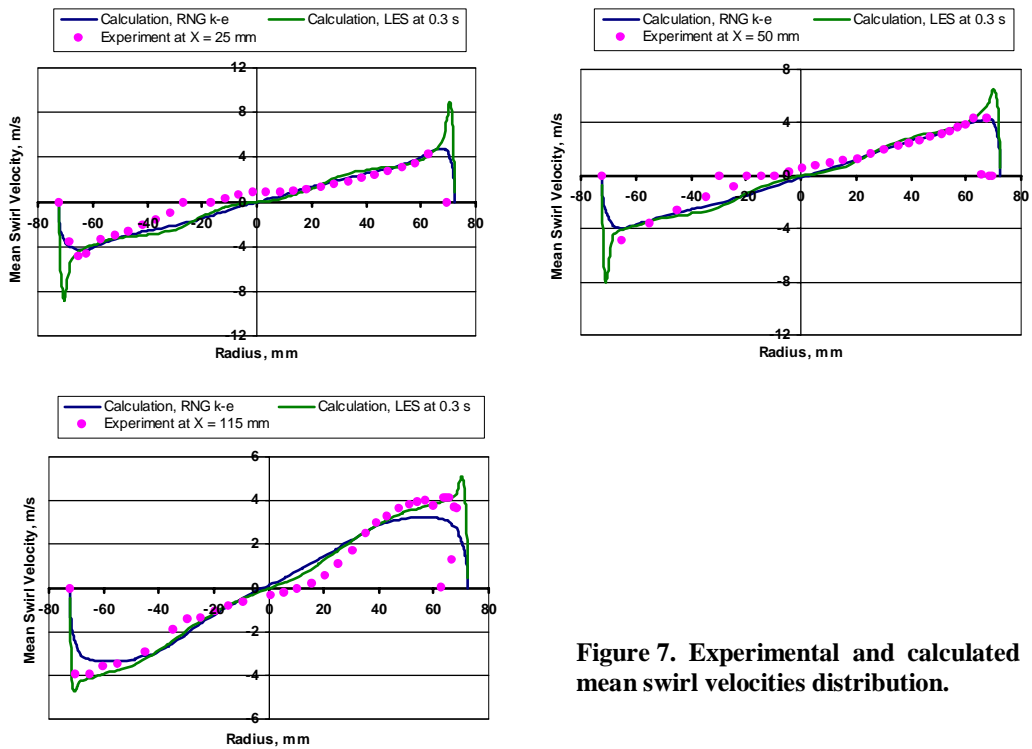 Calculation, RNG k-e
Calculation, LES at 0.3 s
Experiment at X = 25 mm
12
8
4
0
-4
-8
-12
-80 -60 -40 -20 0 20 40 60 80
Mean Swirl Velocity, m/s
Radius, mm
Calculation, RNG k-e
Calculation, LES at 0.3 s
Experiment at X = 50 mm
8
4
0
-4
-8
-12
-80 -60 -40 -20 0 20 40 60 80
Mean Swirl Velocity, m/s
Radius, mm
Calculation, RNG k-e
Calculation, LES at 0.3 s
Experiment at X = 115 mm
6
4
2
0
-2
-4
-6
-80 -60 -40 -20 0 20 40 60 80
Mean Swirl Velocity, m/s
Radius, mm
Figure 7. Experimental and calculated
mean swirl velocities distribution.